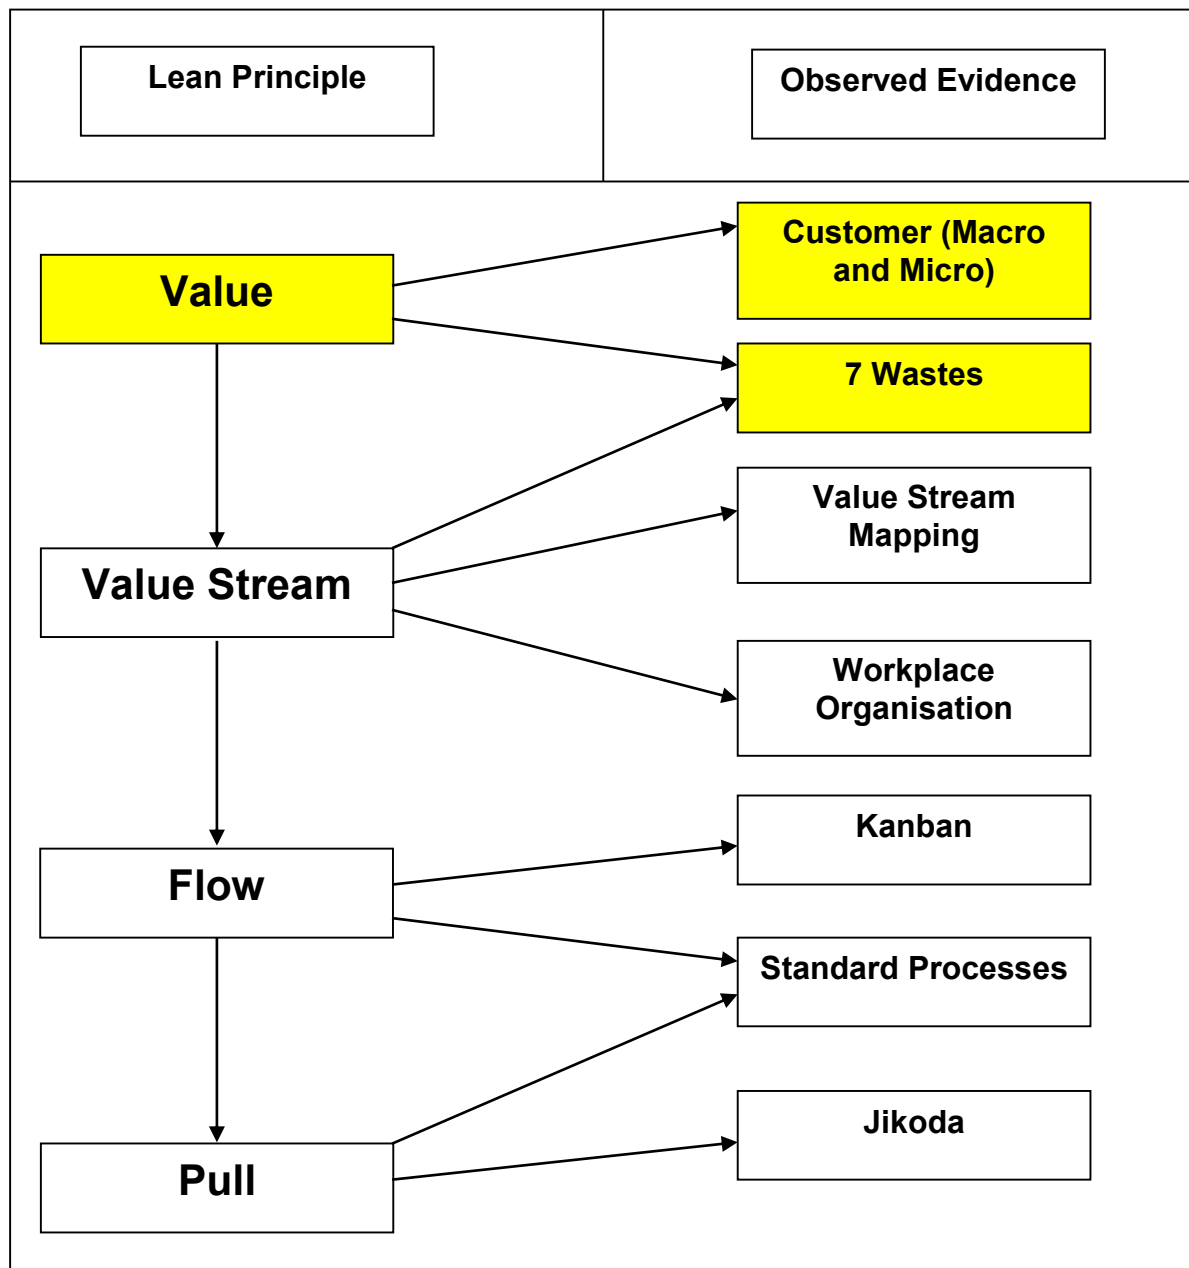 Lean Principle
Observed Evidence
Customer (Macro
and Micro)
Value
7 Wastes
Value Stream
Mapping
Value Stream
Workplace
Organisation
Kanban
Flow
Standard Processes
Jikoda
Pull